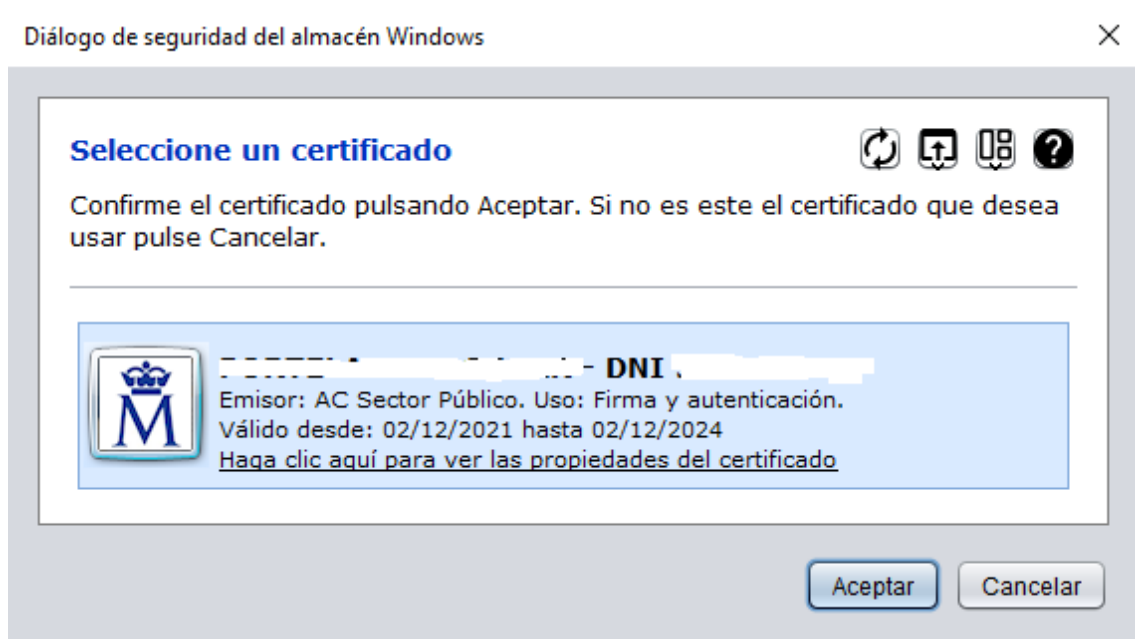 Diálogo de seguridad del almacén Windows
Seleccione un certificado
Confirme el certificado pulsando Aceptar. Si no es este el certificado que desea
usar pulse Cancelar.
- DNI
Emisor: AC Sector Público. Uso: Firma y autenticación.
Válido desde: 02/12/2021 hasta 02/12/2024
Haga clic aquí para ver las propiedades del certificado
Aceptar Cancelar